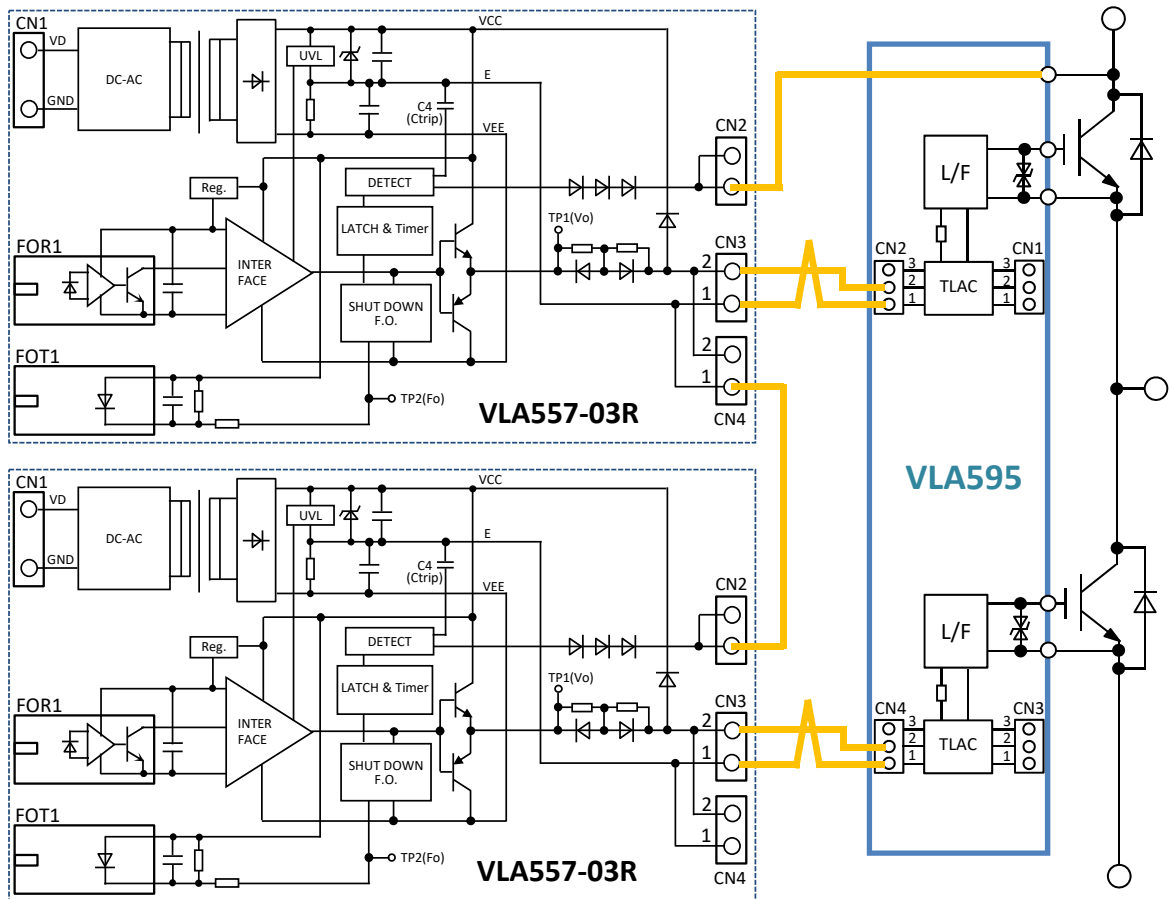 CN1
VD
GND
DC-AC
VCC
UVL
E
C4
(Ctrip)
VEE
CN2
DETECT
Reg.
LATCH & Timer
TP1(Vo)
FOR1
INTER
FACE
SHUT DOWN
F.O.
CN3
2
1
FOT1
TP2(Fo)
2
1
CN4
VLA557-03R
L/F
CN2
3
2
1
TLAC
CN1
3
2
1
VLA595
CN1
VD
GND
DC-AC
VCC
UVL
E
C4
(Ctrip)
VEE
CN2
DETECT
Reg.
LATCH & Timer
TP1(Vo)
FOR1
INTER
FACE
SHUT DOWN
F.O.
CN3
2
1
FOT1
TP2(Fo)
2
1
CN4
VLA557-03R
L/F
CN4
3
2
1
TLAC
CN3
3
2
1